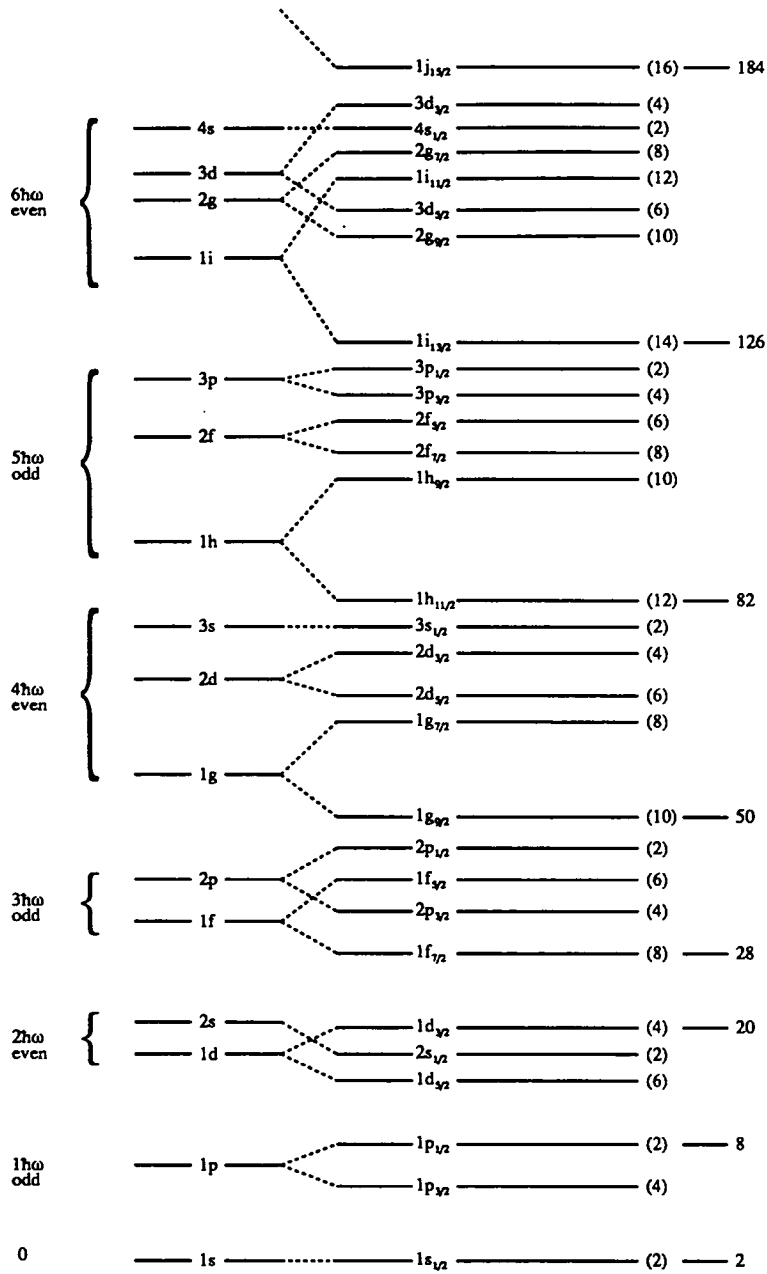 1j15/2 (16) 184
3d3/2 (4)
4s 4s1/2 (2)
2g7/2 (8)
3d 1i11/2 (12)
6ħω even 2g 3d5/2 (6)
2g9/2 (10)
1i
1i13/2 (14) 126
3p1/2 (2)
3p 3p3/2 (4)
2f5/2 (6)
2f 2f7/2 (8)
5ħω odd 1h9/2 (10)
1h
1h11/2 (12) 82
3s 3s1/2 (2)
2d3/2 (4)
4ħω even 2d 2d5/2 (6)
1g7/2 (8)
1g
1g9/2 (10) 50
2p1/2 (2)
2p 1f5/2 (6)
3ħω odd 1f 2p3/2 (4)
1f7/2 (8) 28
2s 1d3/2 (4) 20
2ħω even 1d 2s1/2 (2)
1d5/2 (6)
1p1/2 (2) 8
1ħω odd 1p
1p3/2 (4)
0 1s 1s1/2 (2) 2